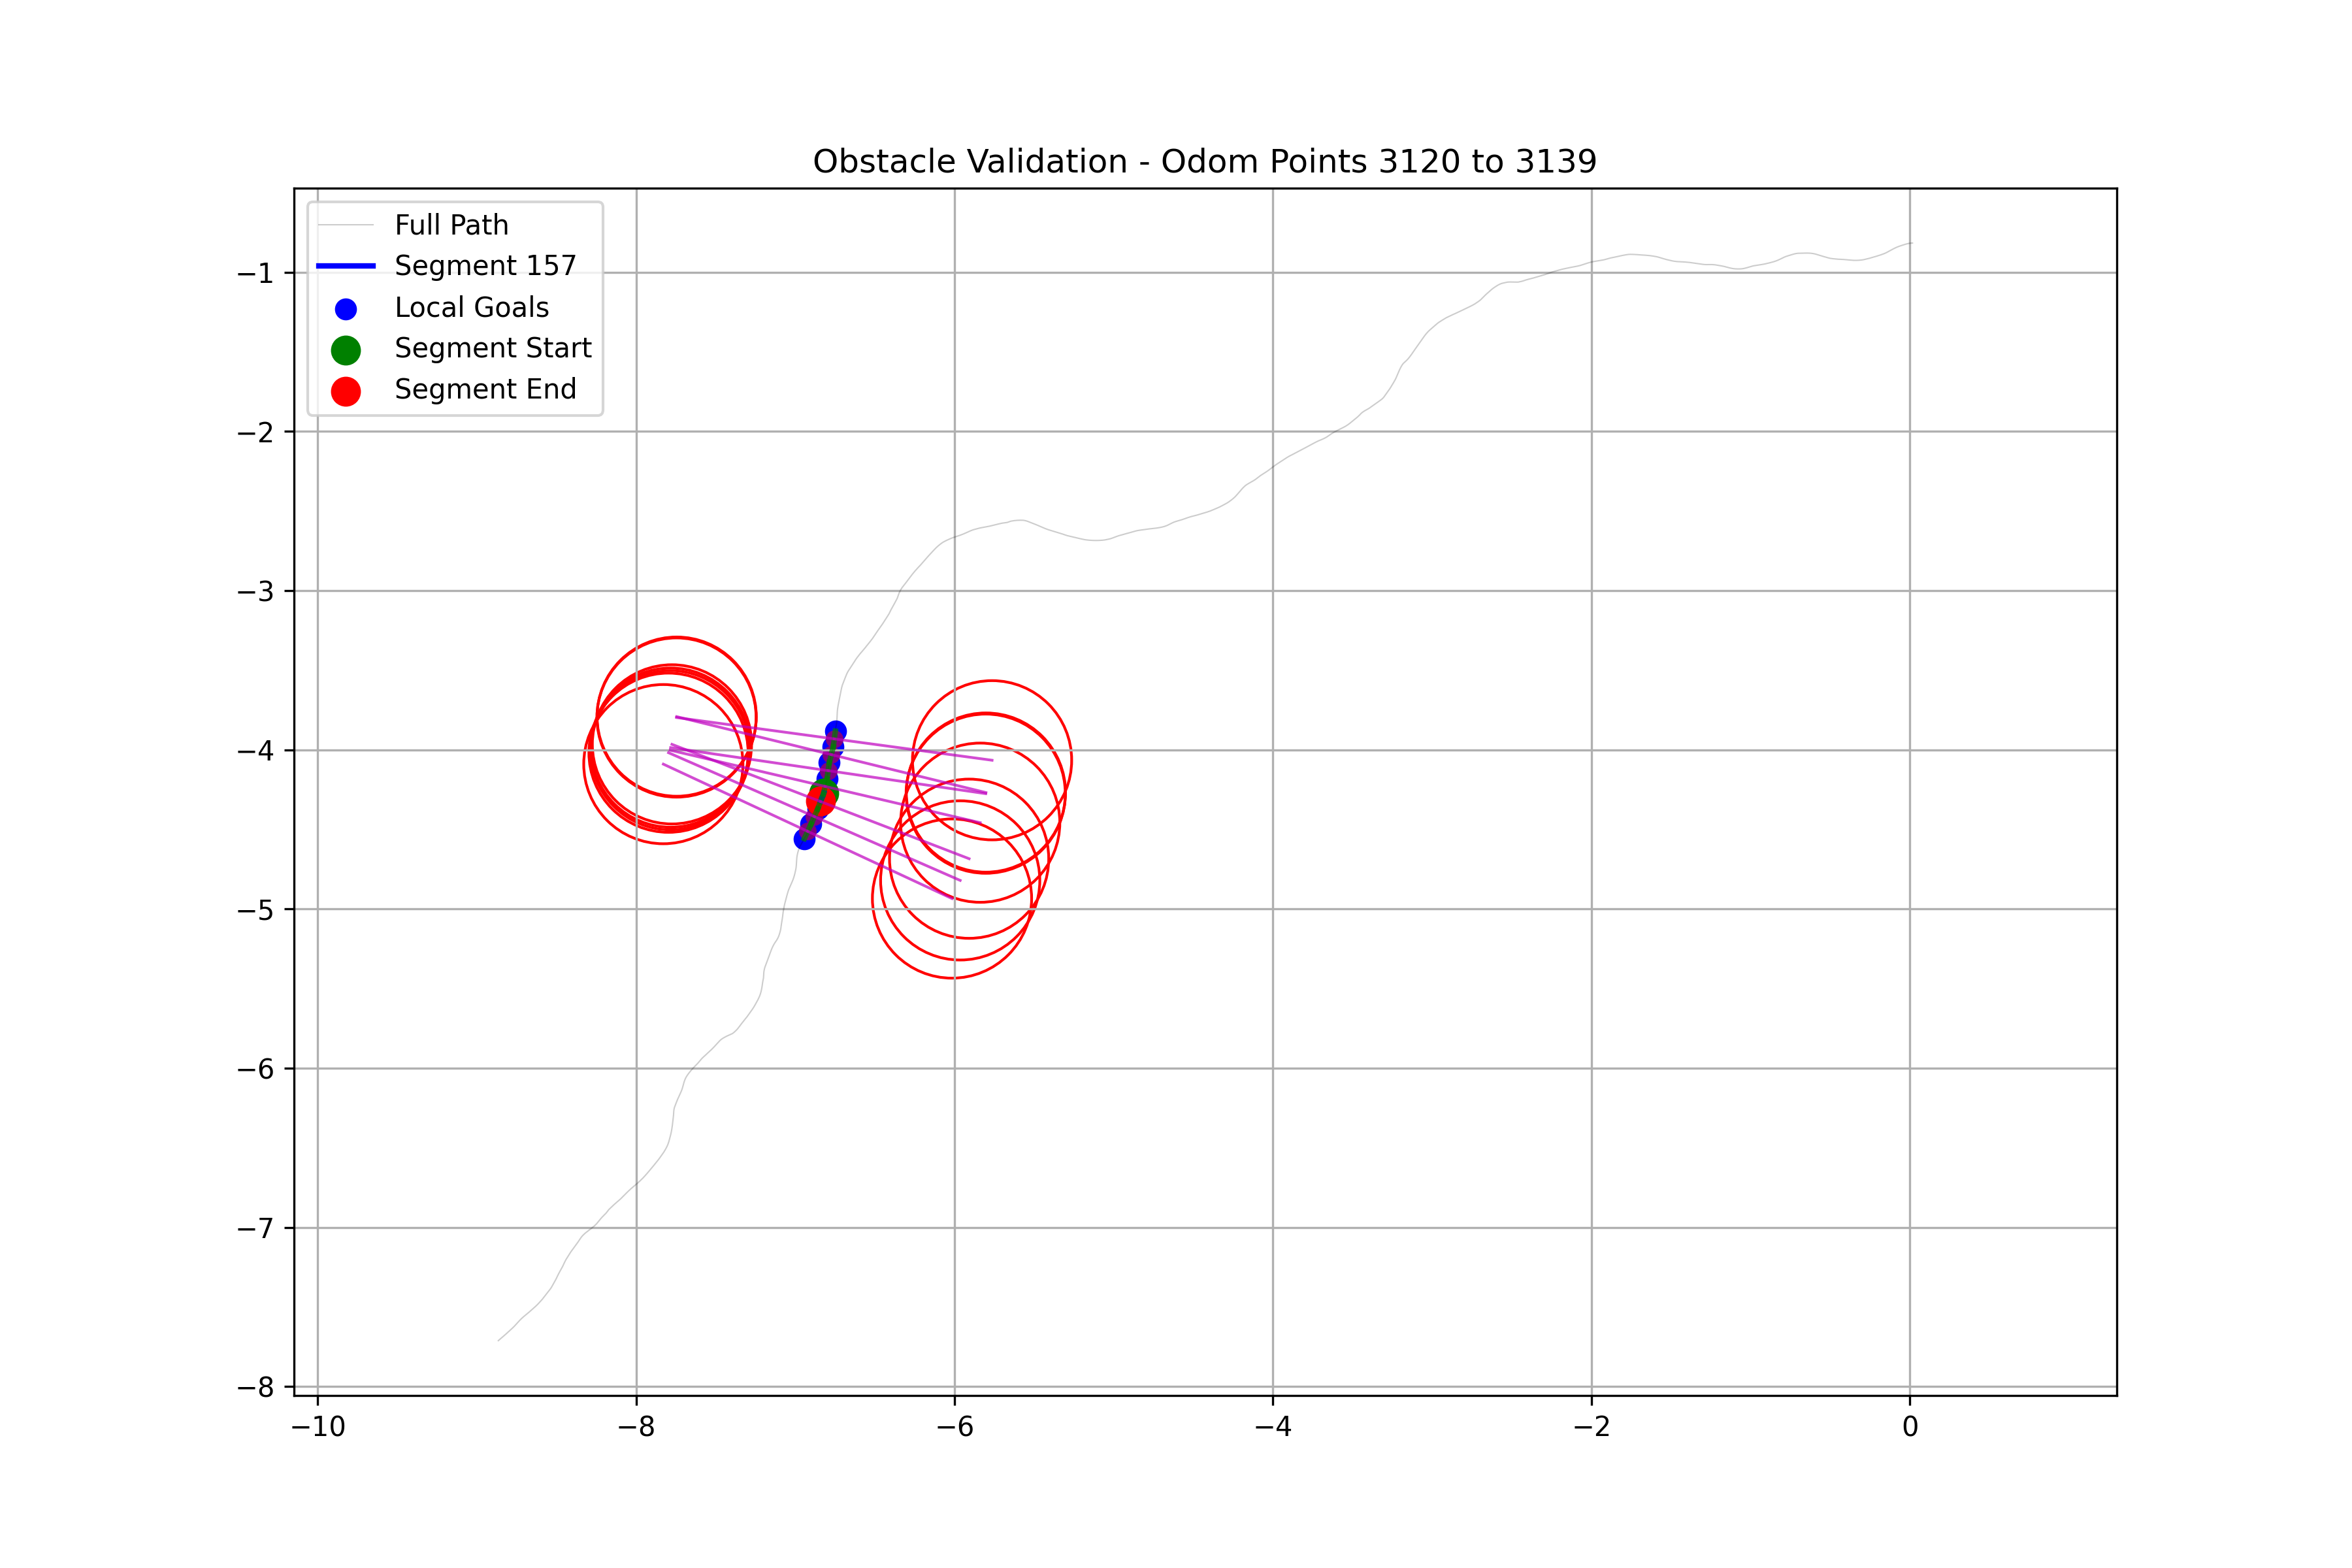 Obstacle Validation - Odom Points 3120 to 3139
Full Path
Segment 157
Local Goals
Segment Start
Segment End
−1
−2
−3
−4
−5
−6
−7
−8
−10
−8
−6
−4
−2
0